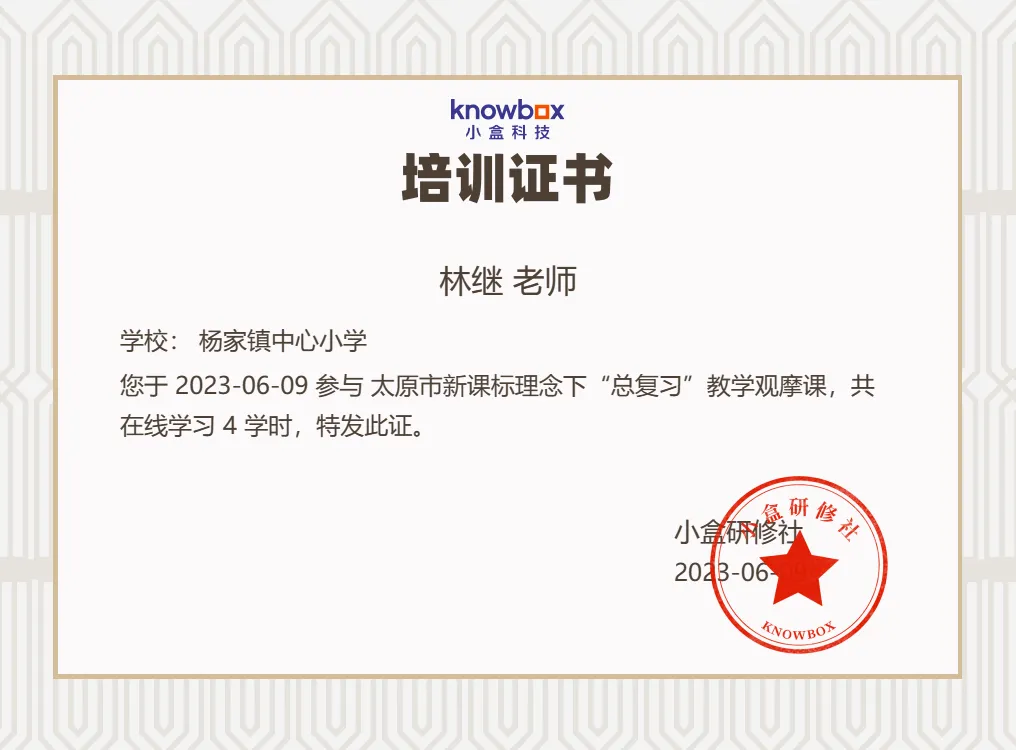 knowbox
小盒科技
培训证书
林继 老师
学校： 杨家镇中心小学
您于 2023-06-09 参与 太原市新课标理念下“总复习”教学观摩课，共
在线学习 4 学时，特发此证。
小盒研修社
2023-06-09
小盒研修社
KNOWBOX